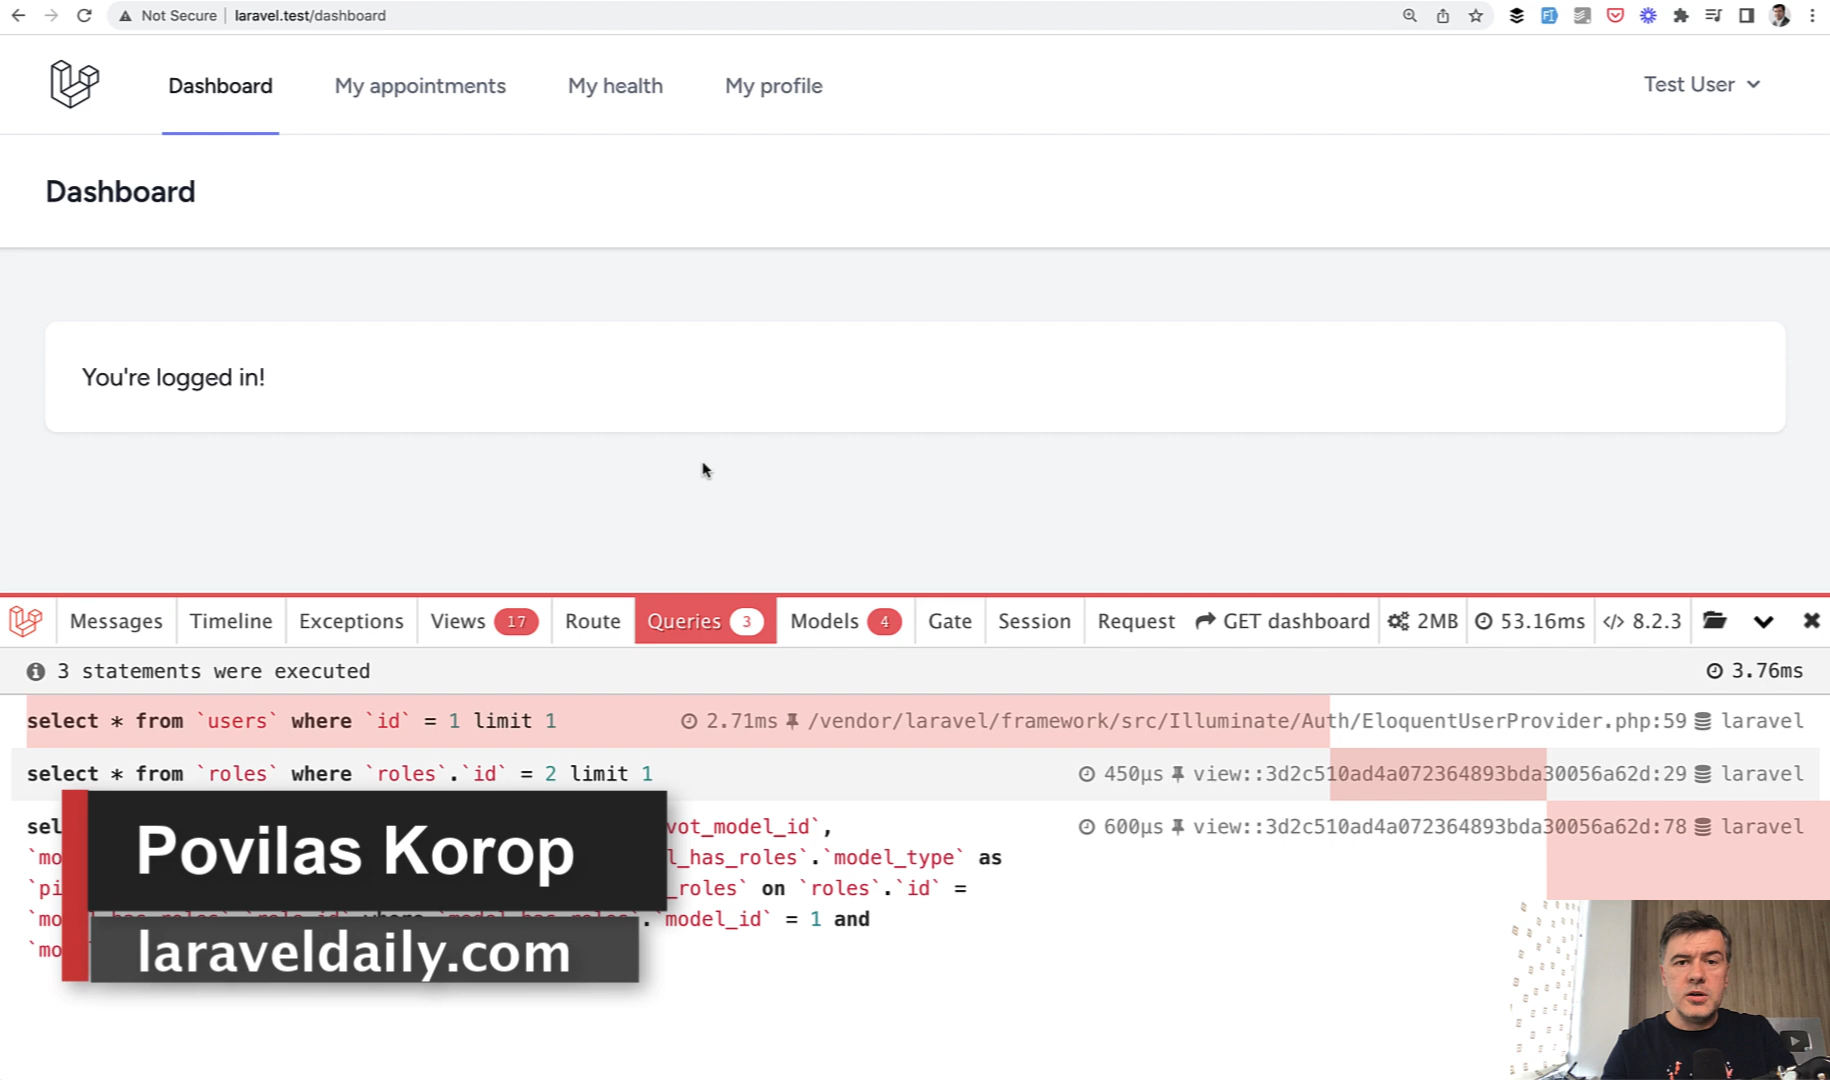 Not Secure | laravel.test/dashboard
Dashboard My appointments My health My profile Test User
Dashboard
You're logged in!
Messages Timeline Exceptions Views 17 Route Queries 3 Models 4 Gate Session Request GET dashboard 2MB 53.16ms </> 8.2.3
3 statements were executed 3.76ms
select * from `users` where `id` = 1 limit 1 2.71ms /vendor/laravel/framework/src/Illuminate/Auth/EloquentUserProvider.php:59 laravel
select * from `roles` where `roles`.`id` = 2 limit 1 450μs view::3d2c510ad4a072364893bda30056a62d:29 laravel
sel vot_model_id`, 600μs view::3d2c510ad4a072364893bda30056a62d:78 laravel
`mo l_has_roles`.`model_type` as
`pi _roles` on `roles`.`id` =
`mo `model_id` = 1 and
`mo
Povilas Korop
laraveldaily.com